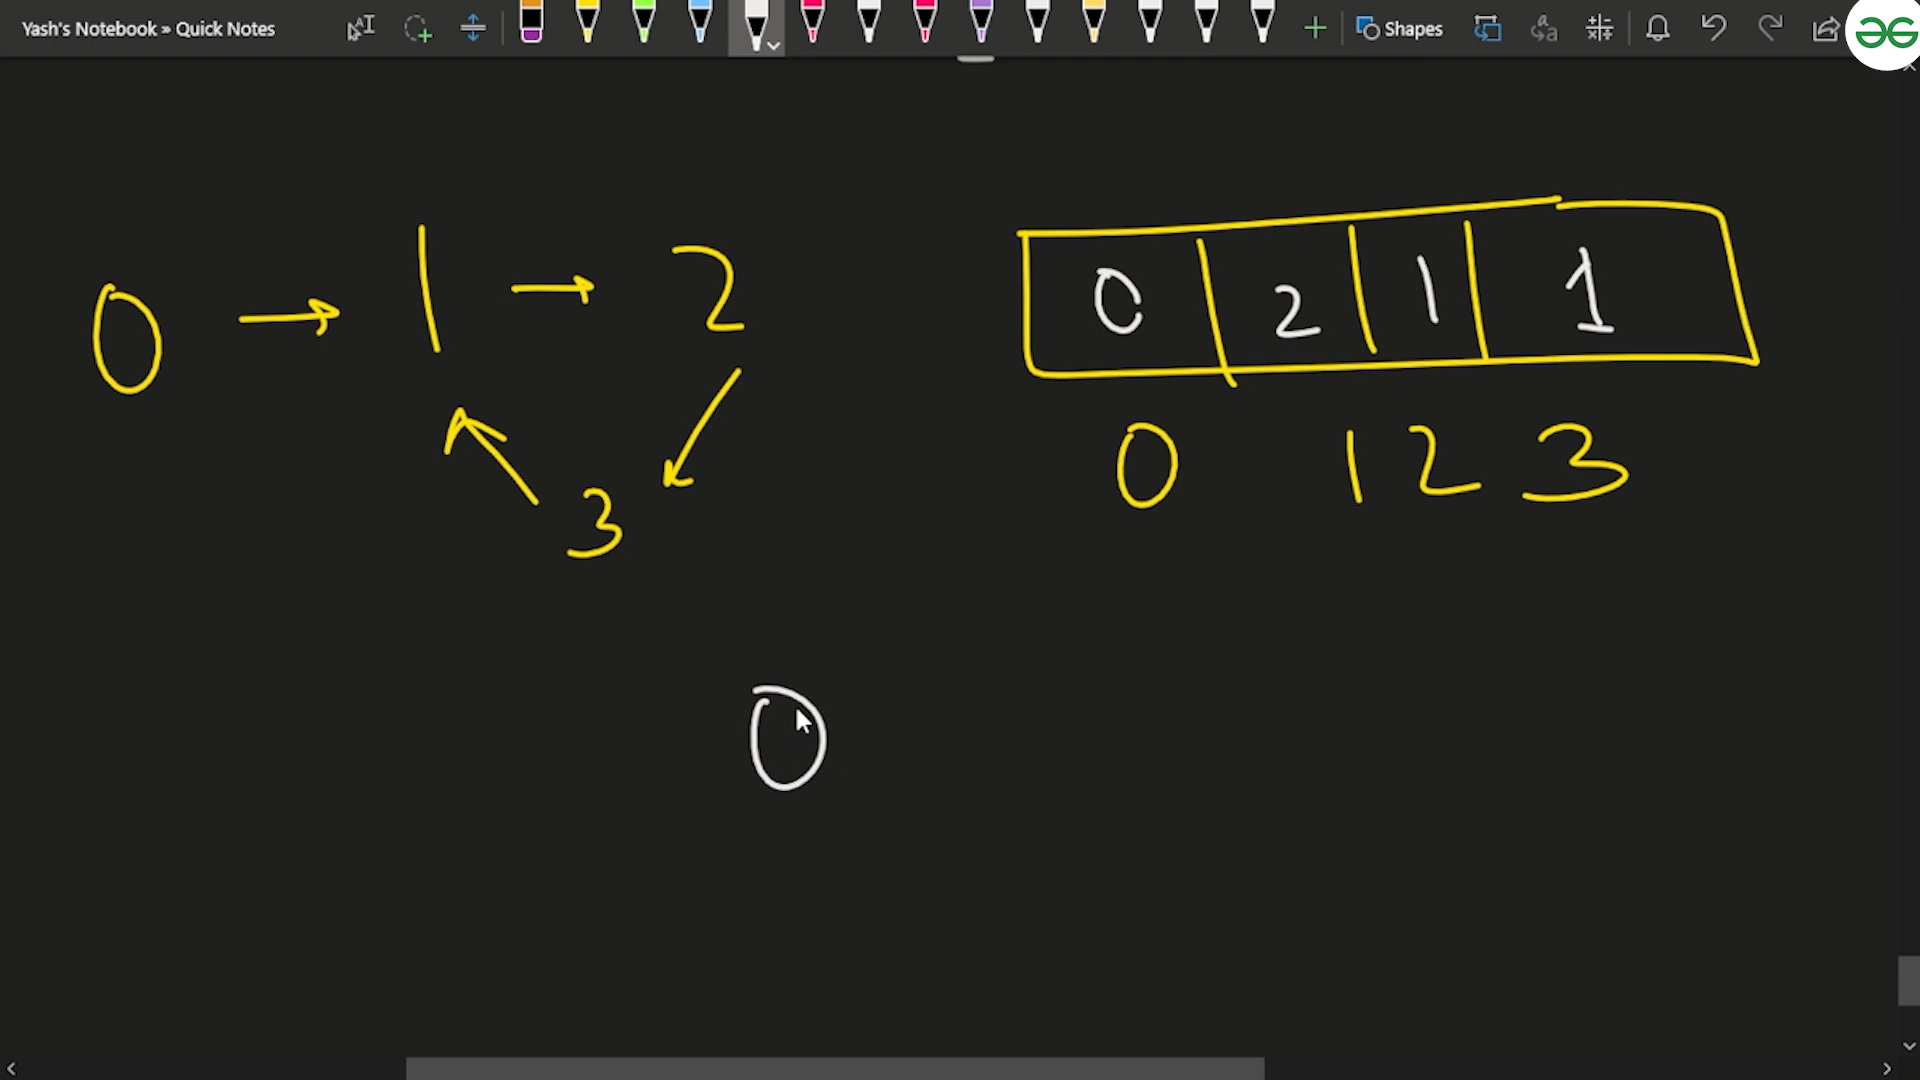 Yash's Notebook » Quick Notes
Shapes
0 → 1 → 2
3
0 2 1 1
0 1 2 3
0